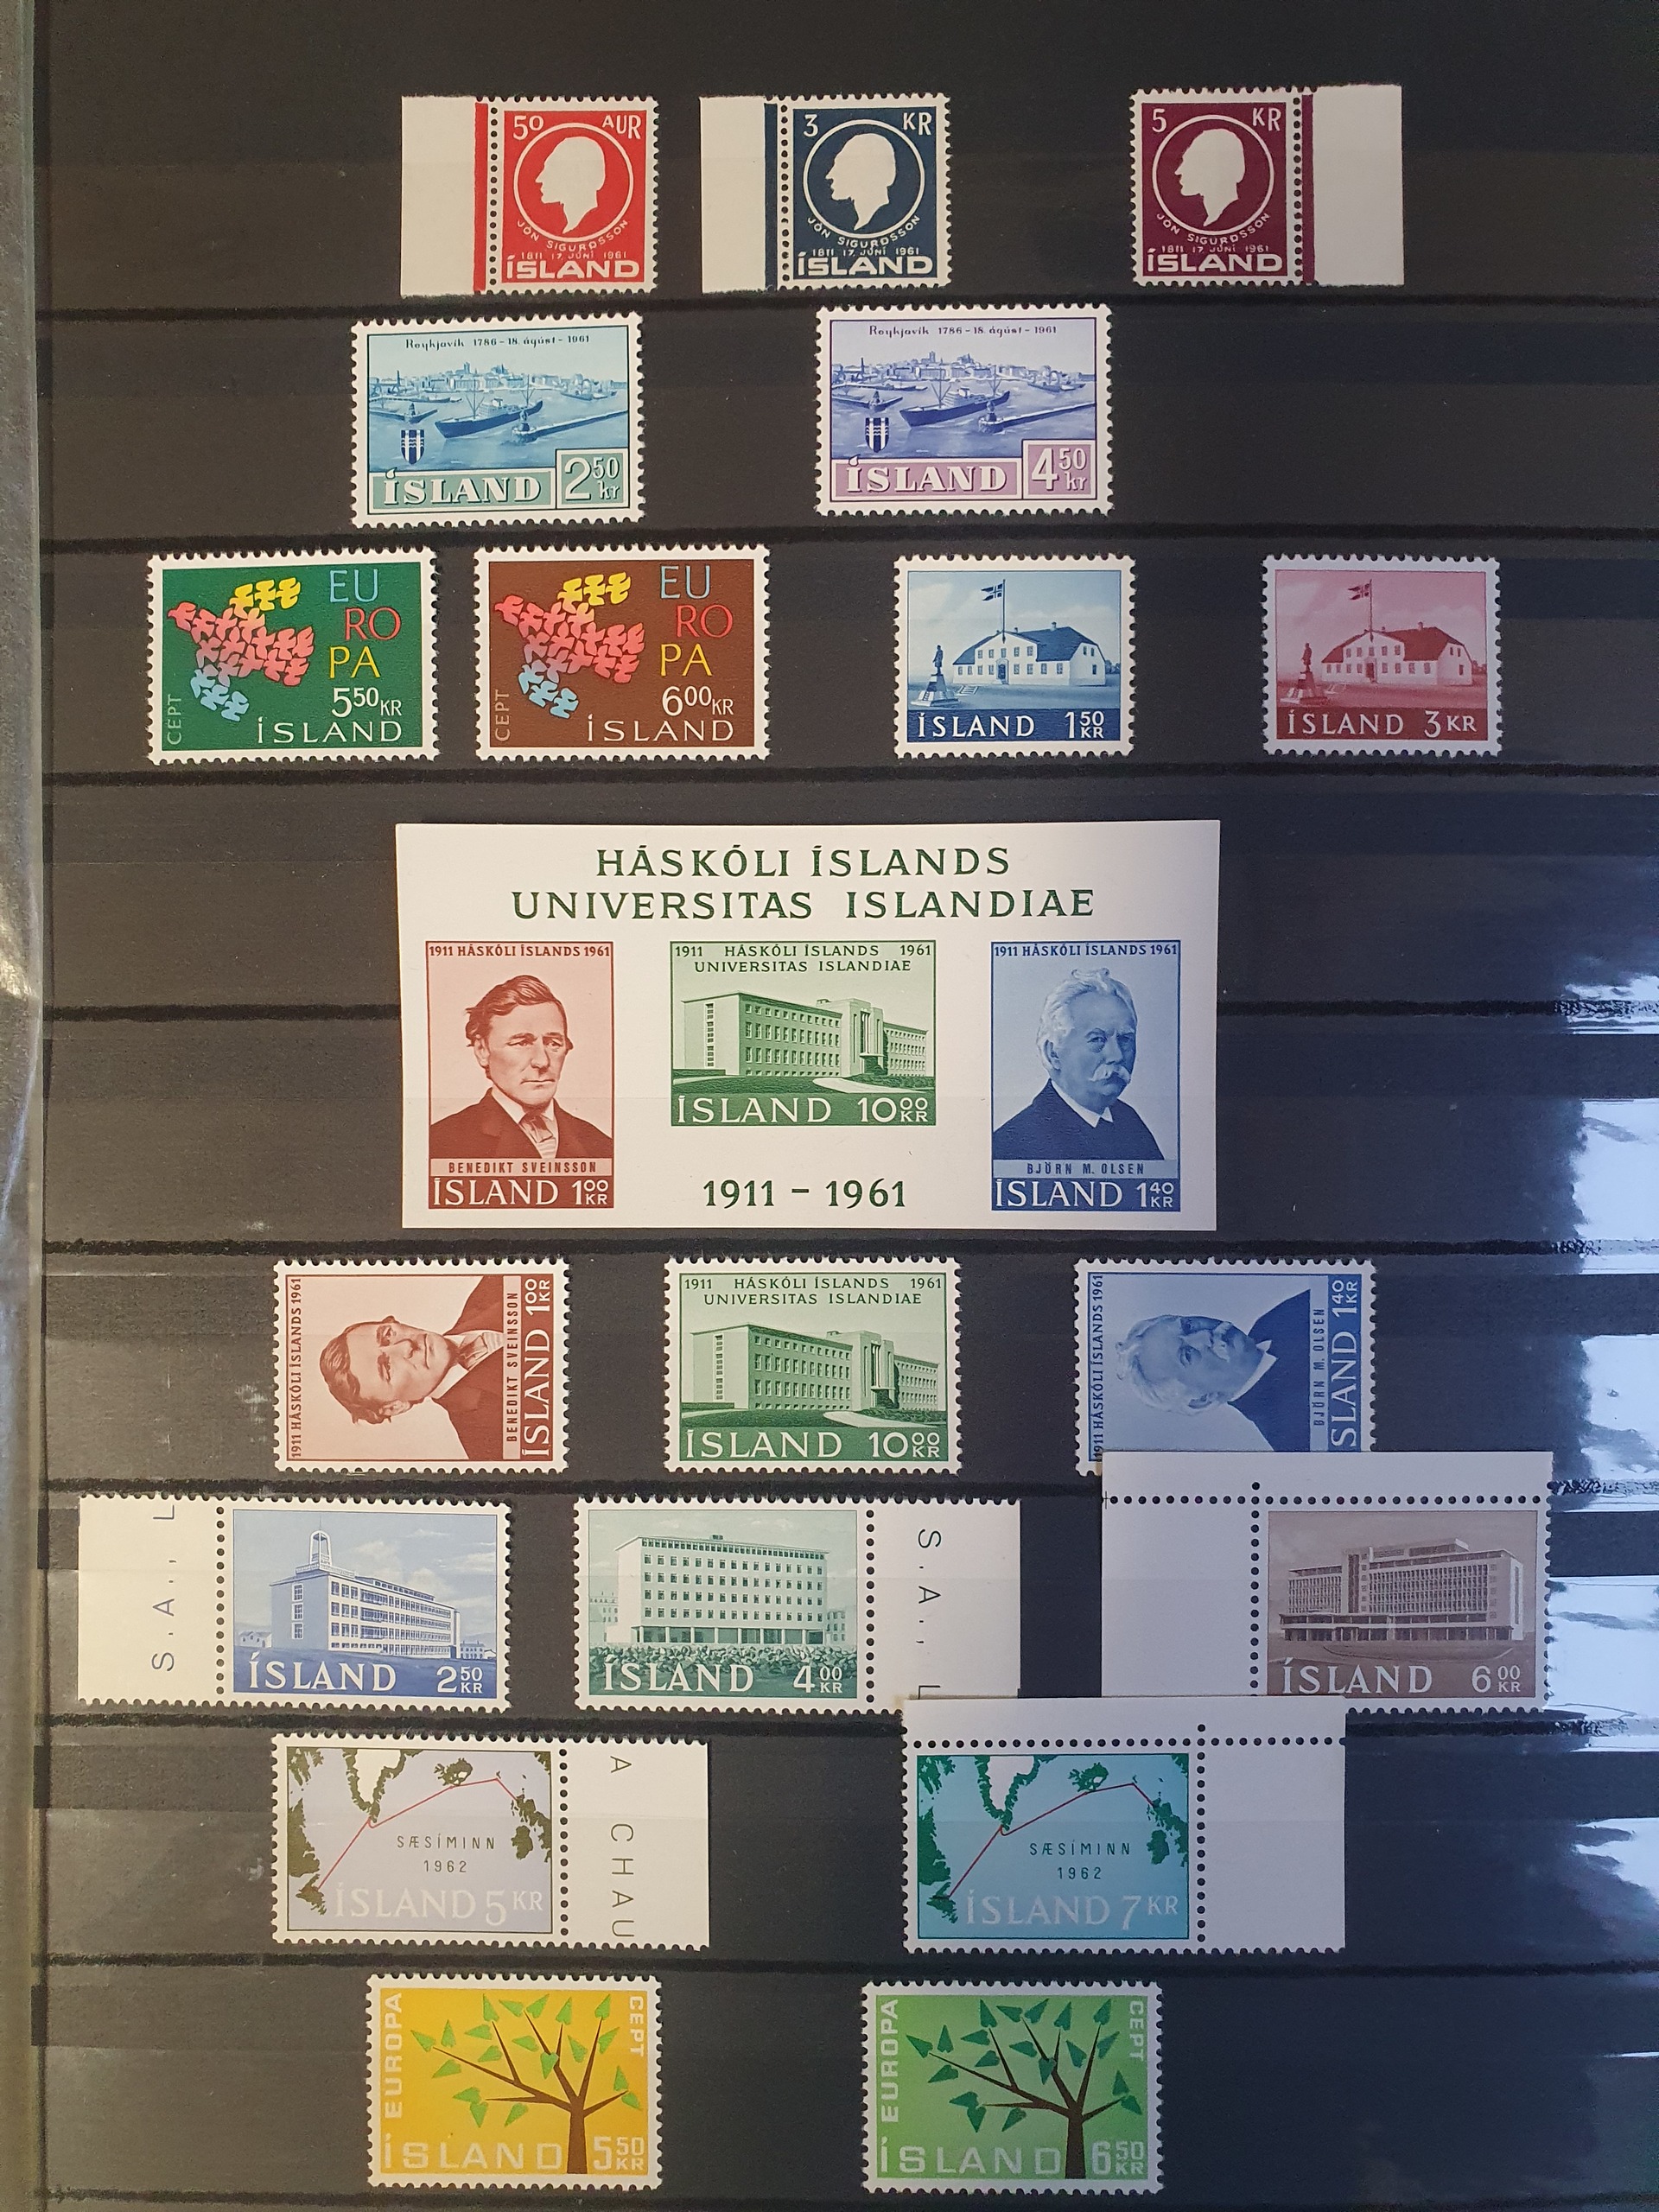 50 AUR
JÓN SIGURDSSON
1811 17. JÚNÍ 1961
ÍSLAND
3 KR
JÓN SIGURDSSON
1811 17. JÚNÍ 1961
ÍSLAND
5 KR
JÓN SIGURDSSON
1811 17. JÚNÍ 1961
ÍSLAND
Reykjavík 1786 - 18. ágúst - 1961
ÍSLAND 2 50 kr
Reykjavík 1786 - 18. ágúst - 1961
ÍSLAND 4 50 kr
EU
RO
PA
CEPT
5 50 KR
ÍSLAND
EU
RO
PA
CEPT
6 00 KR
ÍSLAND
ÍSLAND 1 50 KR
ÍSLAND 3 KR
HÁSKÓLI ÍSLANDS
UNIVERSITAS ISLANDIAE
1911 HÁSKÓLI ÍSLANDS 1961
BENEDIKT SVEINSSON
ÍSLAND 1 00 KR
1911 HÁSKÓLI ÍSLANDS 1961
UNIVERSITAS ISLANDIAE
ÍSLAND 10 00 KR
1911 HÁSKÓLI ÍSLANDS 1961
BJÖRN M. OLSEN
ÍSLAND 1 40 KR
1911 - 1961
1911 HÁSKÓLI ÍSLANDS 1961
BENEDIKT SVEINSSON
ÍSLAND 1 00 KR
1911 HÁSKÓLI ÍSLANDS 1961
UNIVERSITAS ISLANDIAE
ÍSLAND 10 00 KR
1911 HÁSKÓLI ÍSLANDS 1961
BJÖRN M. OLSEN
ÍSLAND 1 40 KR
S.A., L
ÍSLAND 2 50 KR
ÍSLAND 4 00 KR
S.A., L
ÍSLAND 6 00 KR
SÆSÍMINN
1962
ÍSLAND 5 KR
A CHAU
SÆSÍMINN
1962
ÍSLAND 7 KR
EUROPA
CEPT
ÍSLAND 5 50 KR
EUROPA
CEPT
ÍSLAND 6 50 KR